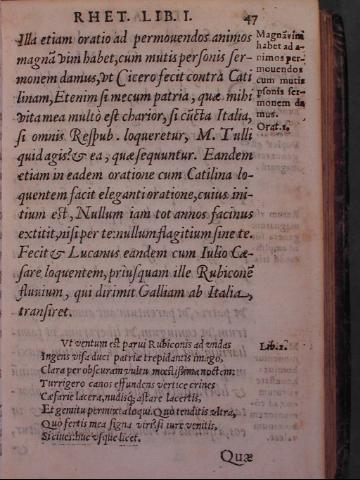 RHET. LIB. I. 47
Illa etiam oratio ad permouendos animos
magnã vim habet, cum mutis personis ser-
monem damus, vt Cicero fecit contrà Cati
linam, Etenim si mecum patria, quæ mihi
vita mea multò est charior, si cũcta Italia,
si omnis Resþub. loqueretur, M. Tulli
quid agis? & ea, quæ sequuntur. Eandem
etiam in eadem oratione cum Catilina lo-
quentem facit eleganti oratione, cuius ini-
tium est, Nullum iam tot annos facinus
extitit, nisi per te: nullum flagitium sine te.
Fecit & Lucanus eandem cum Iulio Cæ-
sare loquentem, priusquam ille Rubiconẽ
fluuium, qui dirimit Galliam ab Italia,
transiret.
Magnã vim
habet ad a-
nimos per-
mouendos
cum mutis
psonis ser-
monem da
mus.
Orat. 1.
Vt ventum est parui Rubiconis ad vndas
Ingens visa duci patriæ trepidantis imago,
Clara per obscuram vultu mœstissima noctem:
Turrigero canos effundens vertice crines
Cæsarie lacera, nudisq; astare lacertis,
Et gemitu permixta loqui. Quò tenditis vltra,
Quò fertis mea signa viri? si iure venitis,
Si ciues: huc vsque licet.
Lib. 1.
Quæ